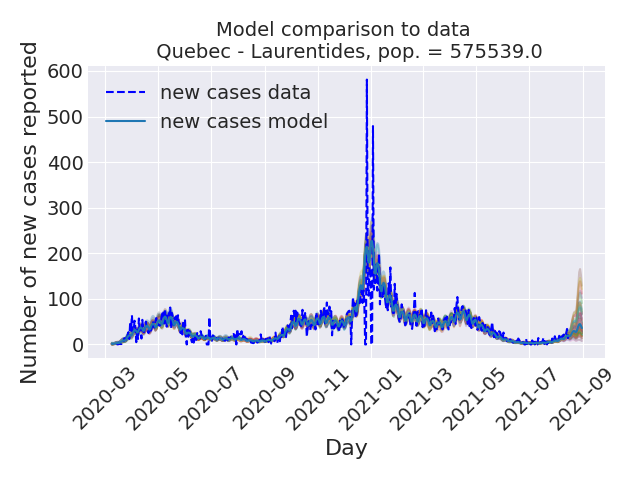 Model comparison to data
Quebec - Laurentides, pop. = 575539.0
Number of new cases reported
600
500
400
300
200
100
0
new cases data
new cases model
2020-03
2020-05
2020-07
2020-09
2020-11
2021-01
2021-03
2021-05
2021-07
2021-09
Day